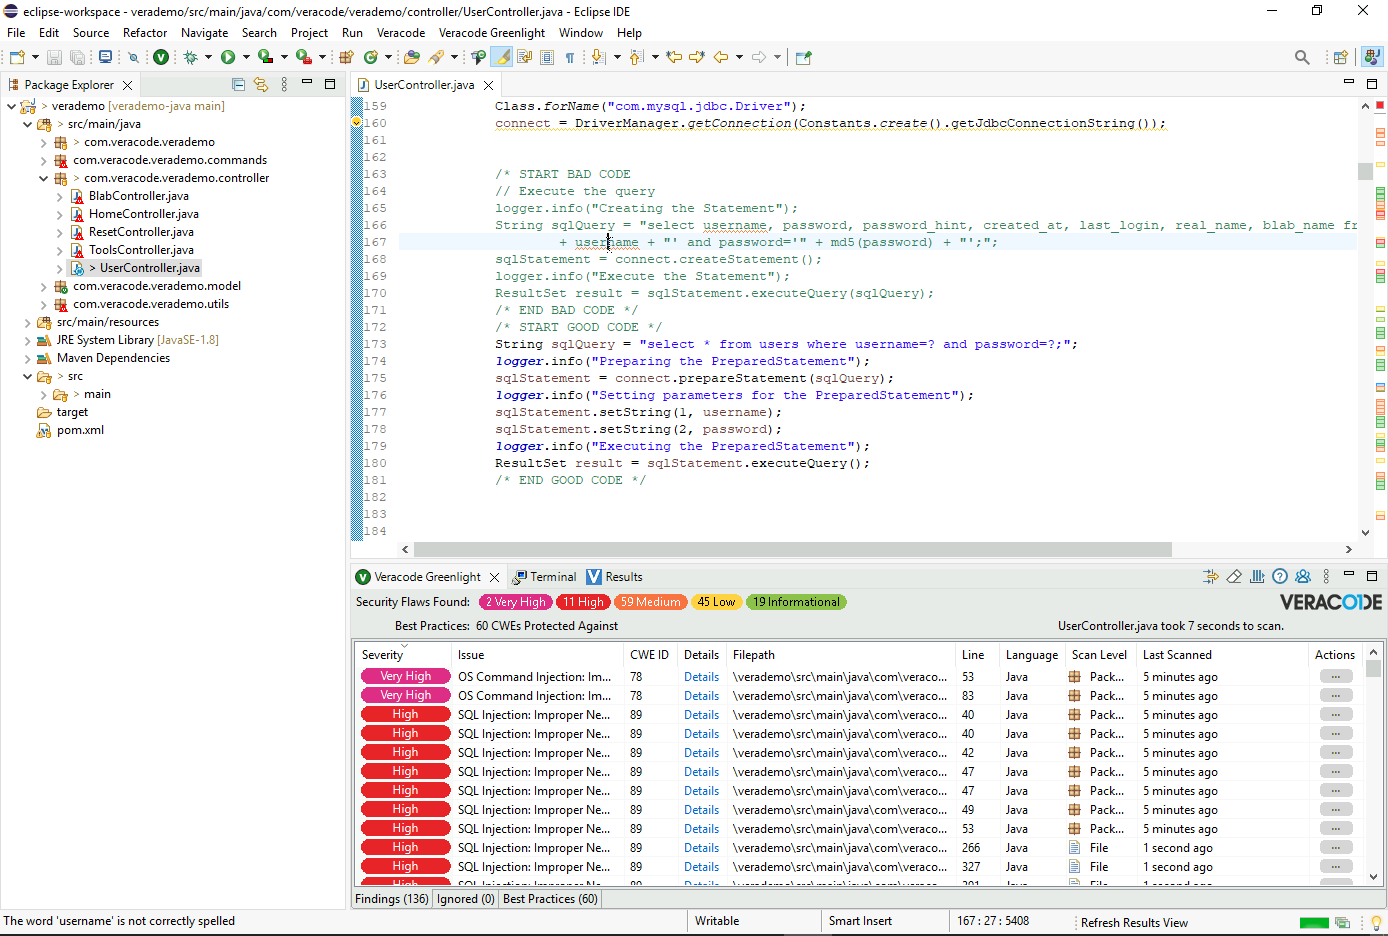 eclipse-workspace - verademo/src/main/java/com/veracode/verademo/controller/UserController.java - Eclipse IDE
File Edit Source Refactor Navigate Search Project Run Veracode Veracode Greenlight Window Help
Package Explorer
> verademo [verademo-java main]
> src/main/java
> com.veracode.verademo
com.veracode.verademo.commands
> com.veracode.verademo.controller
BlabController.java
HomeController.java
ResetController.java
ToolsController.java
> UserController.java
com.veracode.verademo.model
com.veracode.verademo.utils
src/main/resources
JRE System Library [JavaSE-1.8]
Maven Dependencies
> src
> main
target
pom.xml
UserController.java
159 Class.forName("com.mysql.jdbc.Driver");
160 connect = DriverManager.getConnection(Constants.create().getJdbcConnectionString());
161
162
163 /* START BAD CODE
164 // Execute the query
165 logger.info("Creating the Statement");
166 String sqlQuery = "select username, password, password_hint, created_at, last_login, real_name, blab_name fr
167 + username + "' and password='" + md5(password) + "';";
168 sqlStatement = connect.createStatement();
169 logger.info("Execute the Statement");
170 ResultSet result = sqlStatement.executeQuery(sqlQuery);
171 /* END BAD CODE */
172 /* START GOOD CODE */
173 String sqlQuery = "select * from users where username=? and password=?;";
174 logger.info("Preparing the PreparedStatement");
175 sqlStatement = connect.prepareStatement(sqlQuery);
176 logger.info("Setting parameters for the PreparedStatement");
177 sqlStatement.setString(1, username);
178 sqlStatement.setString(2, password);
179 logger.info("Executing the PreparedStatement");
180 ResultSet result = sqlStatement.executeQuery();
181 /* END GOOD CODE */
182
183
184
Veracode Greenlight Terminal Results
Security Flaws Found: 2 Very High 11 High 59 Medium 45 Low 19 Informational
VERACODE
Best Practices: 60 CWEs Protected Against UserController.java took 7 seconds to scan.
Severity Issue CWE ID Details Filepath Line Language Scan Level Last Scanned Actions
Very High OS Command Injection: Im... 78 Details \verademo\src\main\java\com\veraco... 53 Java Pack... 5 minutes ago ...
Very High OS Command Injection: Im... 78 Details \verademo\src\main\java\com\veraco... 83 Java Pack... 5 minutes ago ...
High SQL Injection: Improper Ne... 89 Details \verademo\src\main\java\com\veraco... 40 Java Pack... 5 minutes ago ...
High SQL Injection: Improper Ne... 89 Details \verademo\src\main\java\com\veraco... 40 Java Pack... 5 minutes ago ...
High SQL Injection: Improper Ne... 89 Details \verademo\src\main\java\com\veraco... 42 Java Pack... 5 minutes ago ...
High SQL Injection: Improper Ne... 89 Details \verademo\src\main\java\com\veraco... 47 Java Pack... 5 minutes ago ...
High SQL Injection: Improper Ne... 89 Details \verademo\src\main\java\com\veraco... 47 Java Pack... 5 minutes ago ...
High SQL Injection: Improper Ne... 89 Details \verademo\src\main\java\com\veraco... 49 Java Pack... 5 minutes ago ...
High SQL Injection: Improper Ne... 89 Details \verademo\src\main\java\com\veraco... 53 Java Pack... 5 minutes ago ...
High SQL Injection: Improper Ne... 89 Details \verademo\src\main\java\com\veraco... 266 Java File 1 second ago ...
High SQL Injection: Improper Ne... 89 Details \verademo\src\main\java\com\veraco... 327 Java File 1 second ago ...
Findings (136) Ignored (0) Best Practices (60)
The word 'username' is not correctly spelled Writable Smart Insert 167 : 27 : 5408 Refresh Results View